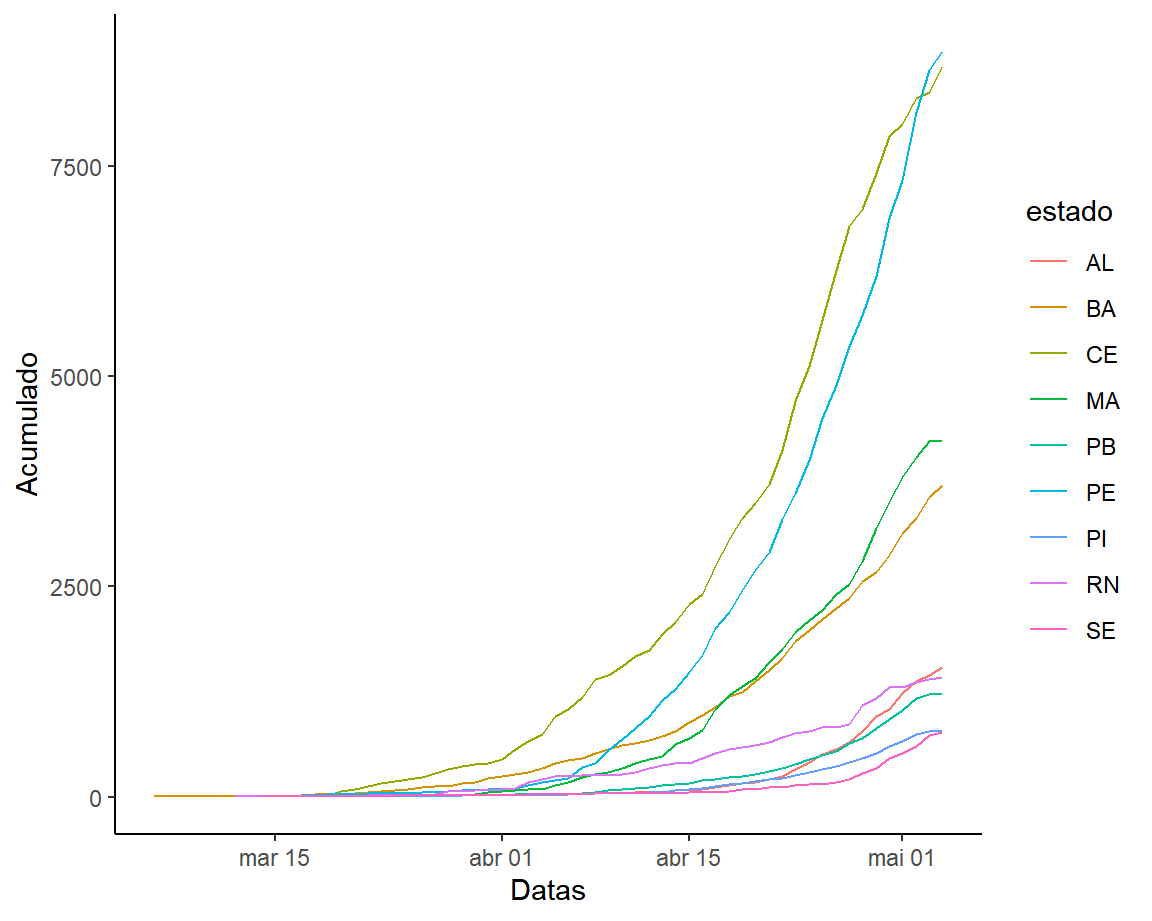 7500
5000
2500
0
Acumulado
mar 15
abr 01
abr 15
mai 01
Datas
estado
AL
BA
CE
MA
PB
PE
PI
RN
SE